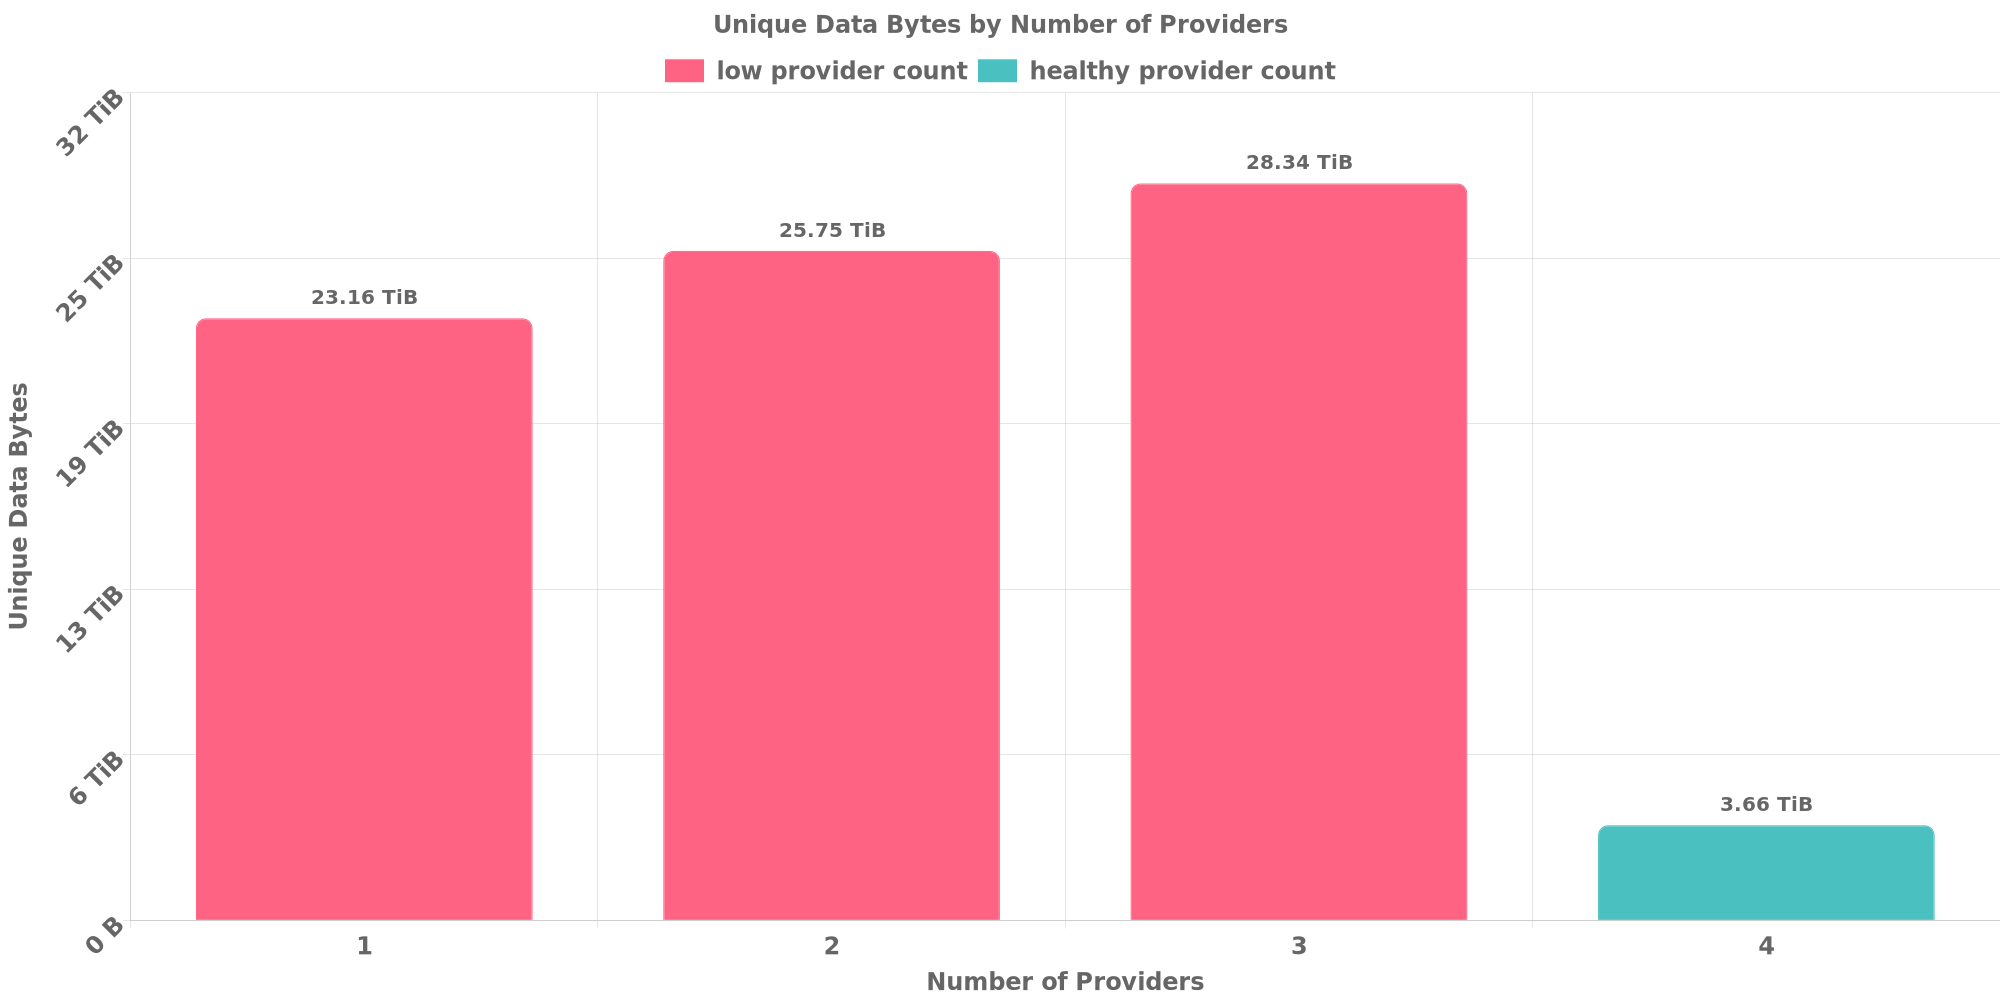 Unique Data Bytes by Number of Providers
low provider count healthy provider count
32 TiB
25 TiB
19 TiB
13 TiB
6 TiB
0 B
Unique Data Bytes
23.16 TiB
25.75 TiB
28.34 TiB
3.66 TiB
1 2 3 4
Number of Providers